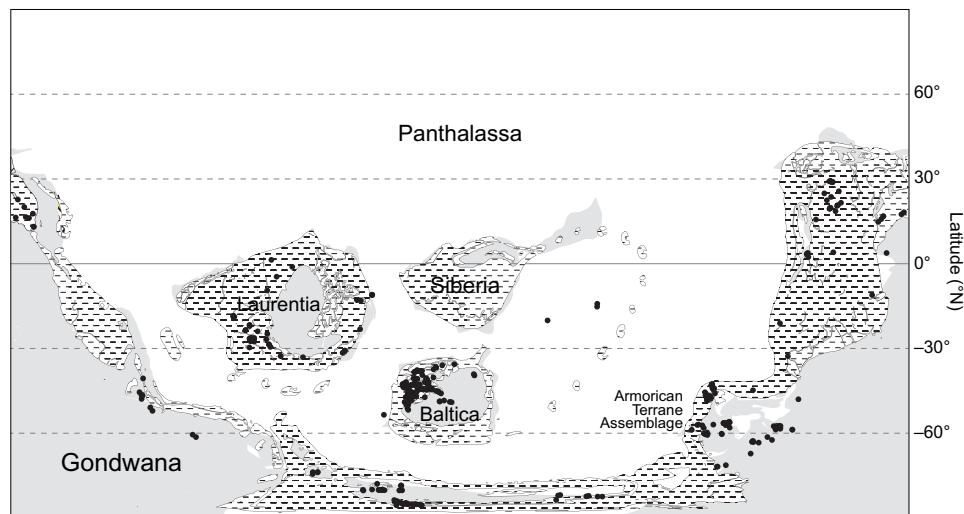 60°
Panthalassa
30°
0°
Siberia
Laurentia
Latitude (°N)
–30°
Armorican
Terrane
Assemblage
Baltica
–60°
Gondwana